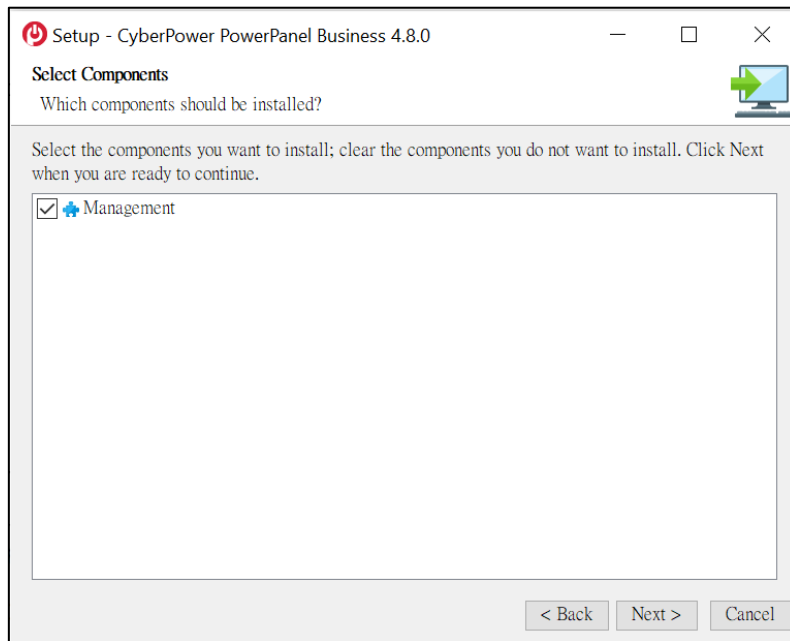 Setup - CyberPower PowerPanel Business 4.8.0
Select Components
Which components should be installed?
Select the components you want to install; clear the components you do not want to install. Click Next
when you are ready to continue.
Management
< Back Next > Cancel